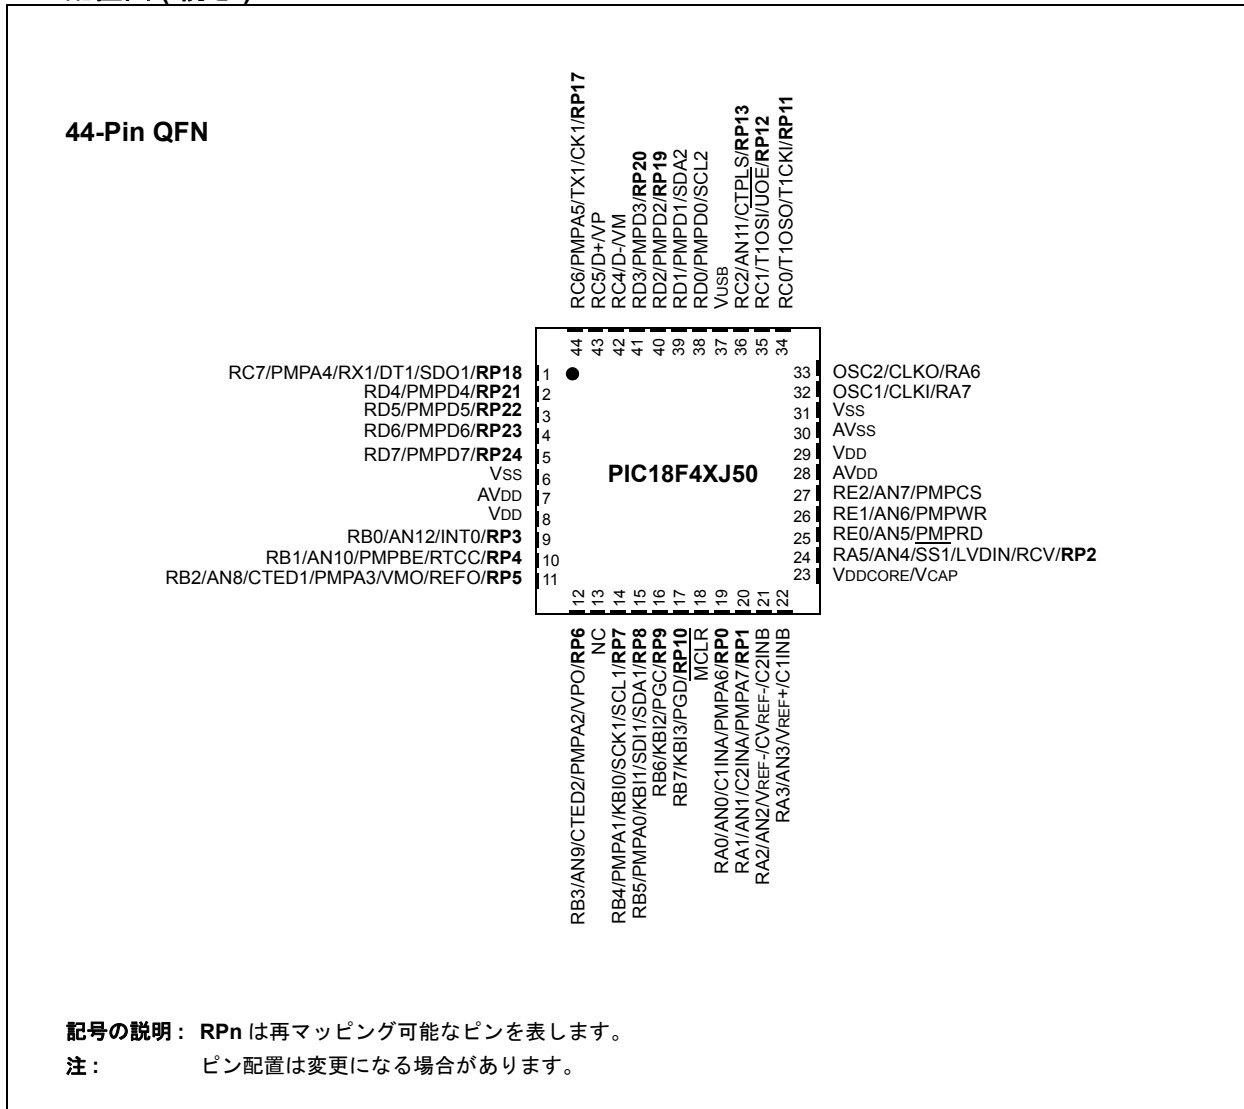 44-Pin QFN
RC6/PMPA5/TX1/CK1/RP17
RC5/D+/VP
RC4/D-/VM
RD3/PMPD3/RP20
RD2/PMPD2/RP19
RD1/PMPD1/SDA2
RD0/PMPD0/SCL2
VUSB
RC2/AN11/CTPLS/RP13
RC1/T1OSI/UOE/RP12
RC0/T1OSO/T1CKI/RP11
44
43
42
41
40
39
38
37
36
35
34
RC7/PMPA4/RX1/DT1/SDO1/RP18 1
RD4/PMPD4/RP21 2
RD5/PMPD5/RP22 3
RD6/PMPD6/RP23 4
RD7/PMPD7/RP24 5
VSS 6
AVDD 7
VDD 8
RB0/AN12/INT0/RP3 9
RB1/AN10/PMPBE/RTCC/RP4 10
RB2/AN8/CTED1/PMPA3/VMO/REFO/RP5 11
PIC18F4XJ50
33 OSC2/CLKO/RA6
32 OSC1/CLKI/RA7
31 VSS
30 AVSS
29 VDD
28 AVDD
27 RE2/AN7/PMPCS
26 RE1/AN6/PMPWR
25 RE0/AN5/PMPRD
24 RA5/AN4/SS1/LVDIN/RCV/RP2
23 VDDCORE/VCAP
12
13
14
15
16
17
18
19
20
21
22
RB3/AN9/CTED2/PMPA2/VPO/RP6
NC
RB4/PMPA1/KBI0/SCK1/SCL1/RP7
RB5/PMPA0/KBI1/SDI1/SDA1/RP8
RB6/KBI2/PGC/RP9
RB7/KBI3/PGD/RP10
MCLR
RA0/AN0/C1INA/PMPA6/RP0
RA1/AN1/C2INA/PMPA7/RP1
RA2/AN2/VREF-/CVREF-/C2INB
RA3/AN3/VREF+/C1INB
記号の説明 : RPn は再マッピング可能なピンを表します。
注 : ピン配置は変更になる場合があります。